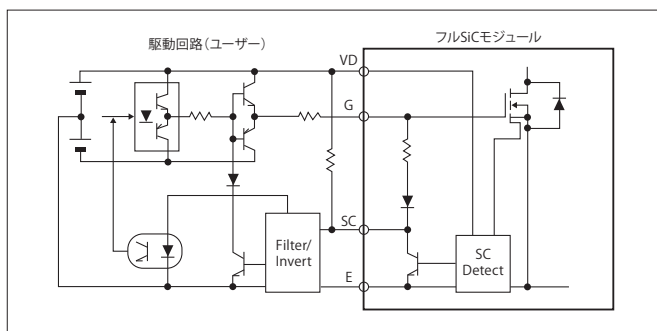 駆動回路（ユーザー）
フルSiCモジュール
VD
G
SC
Filter/
Invert
SC
Detect
E